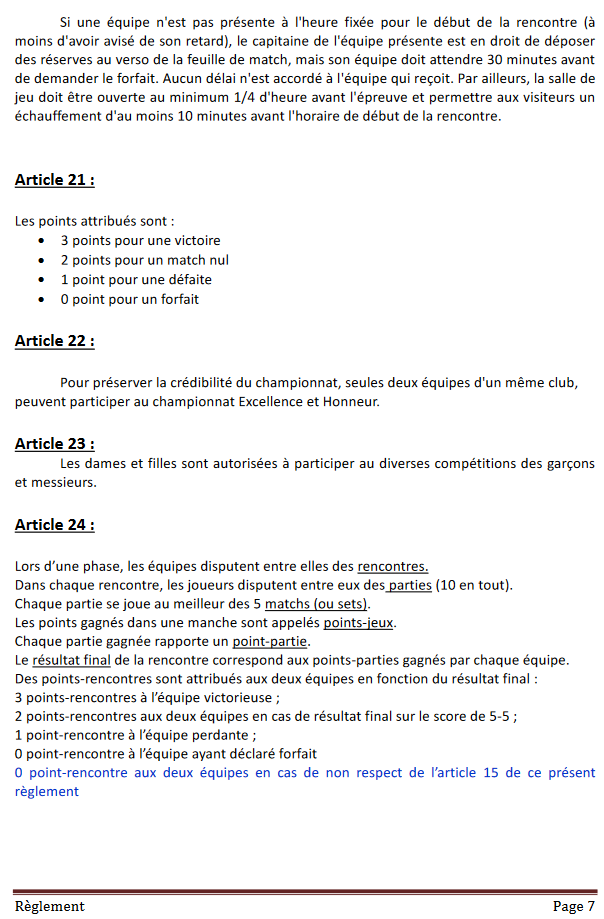 Si une équipe n'est pas présente à l'heure fixée pour le début de la rencontre (à
moins d'avoir avisé de son retard), le capitaine de l'équipe présente est en droit de déposer
des réserves au verso de la feuille de match, mais son équipe doit attendre 30 minutes avant
de demander le forfait. Aucun délai n'est accordé à l'équipe qui reçoit. Par ailleurs, la salle de
jeu doit être ouverte au minimum 1/4 d'heure avant l'épreuve et permettre aux visiteurs un
échauffement d'au moins 10 minutes avant l'horaire de début de la rencontre.
Article 21 :
Les points attribués sont :
• 3 points pour une victoire
• 2 points pour un match nul
• 1 point pour une défaite
• 0 point pour un forfait
Article 22 :
Pour préserver la crédibilité du championnat, seules deux équipes d'un même club,
peuvent participer au championnat Excellence et Honneur.
Article 23 :
Les dames et filles sont autorisées à participer au diverses compétitions des garçons
et messieurs.
Article 24 :
Lors d’une phase, les équipes disputent entre elles des rencontres.
Dans chaque rencontre, les joueurs disputent entre eux des parties (10 en tout).
Chaque partie se joue au meilleur des 5 matchs (ou sets).
Les points gagnés dans une manche sont appelés points-jeux.
Chaque partie gagnée rapporte un point-partie.
Le résultat final de la rencontre correspond aux points-parties gagnés par chaque équipe.
Des points-rencontres sont attribués aux deux équipes en fonction du résultat final :
3 points-rencontres à l’équipe victorieuse ;
2 points-rencontres aux deux équipes en cas de résultat final sur le score de 5-5 ;
1 point-rencontre à l’équipe perdante ;
0 point-rencontre à l’équipe ayant déclaré forfait
0 point-rencontre aux deux équipes en cas de non respect de l’article 15 de ce présent
règlement
Règlement Page 7